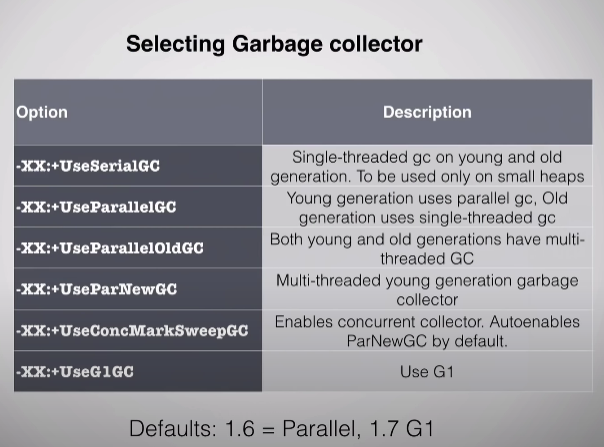 Selecting Garbage collector
Option Description
-XX:+UseSerialGC Single-threaded gc on young and old
generation. To be used only on small heaps
-XX:+UseParallelGC Young generation uses parallel gc, Old
generation uses single-threaded gc
-XX:+UseParallelOldGC Both young and old generations have multi-
threaded GC
-XX:+UseParNewGC Multi-threaded young generation garbage
collector
-XX:+UseConcMarkSweepGC Enables concurrent collector. Autoenables
ParNewGC by default.
-XX:+UseG1GC Use G1
Defaults: 1.6 = Parallel, 1.7 G1